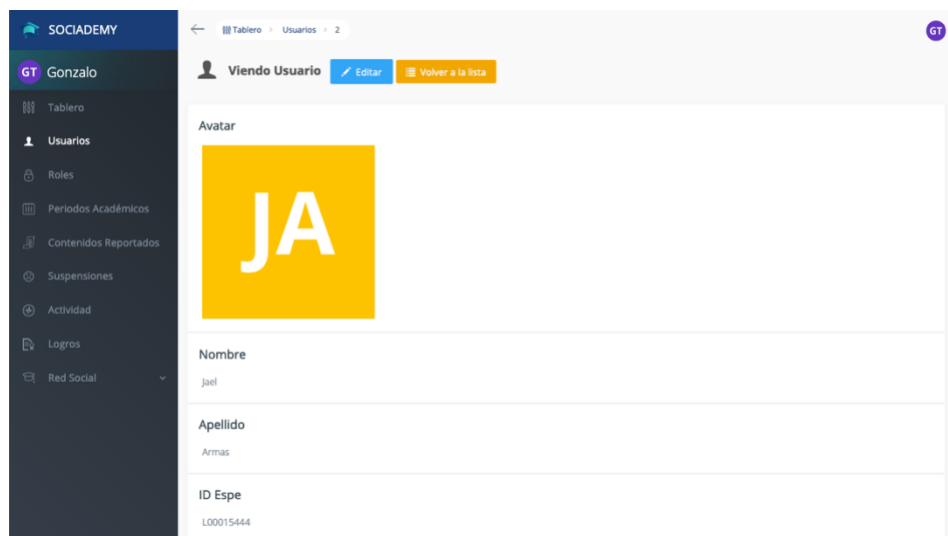 SOCIADEMY
GT Gonzalo
Tablero
Usuarios
Roles
Periodos Académicos
Contenidos Reportados
Suspensiones
Actividad
Logros
Red Social
Tablero > Usuarios > 2
GT
Viendo Usuario Editar Volver a la lista
Avatar
JA
Nombre
Jael
Apellido
Armas
ID Espe
L00015444